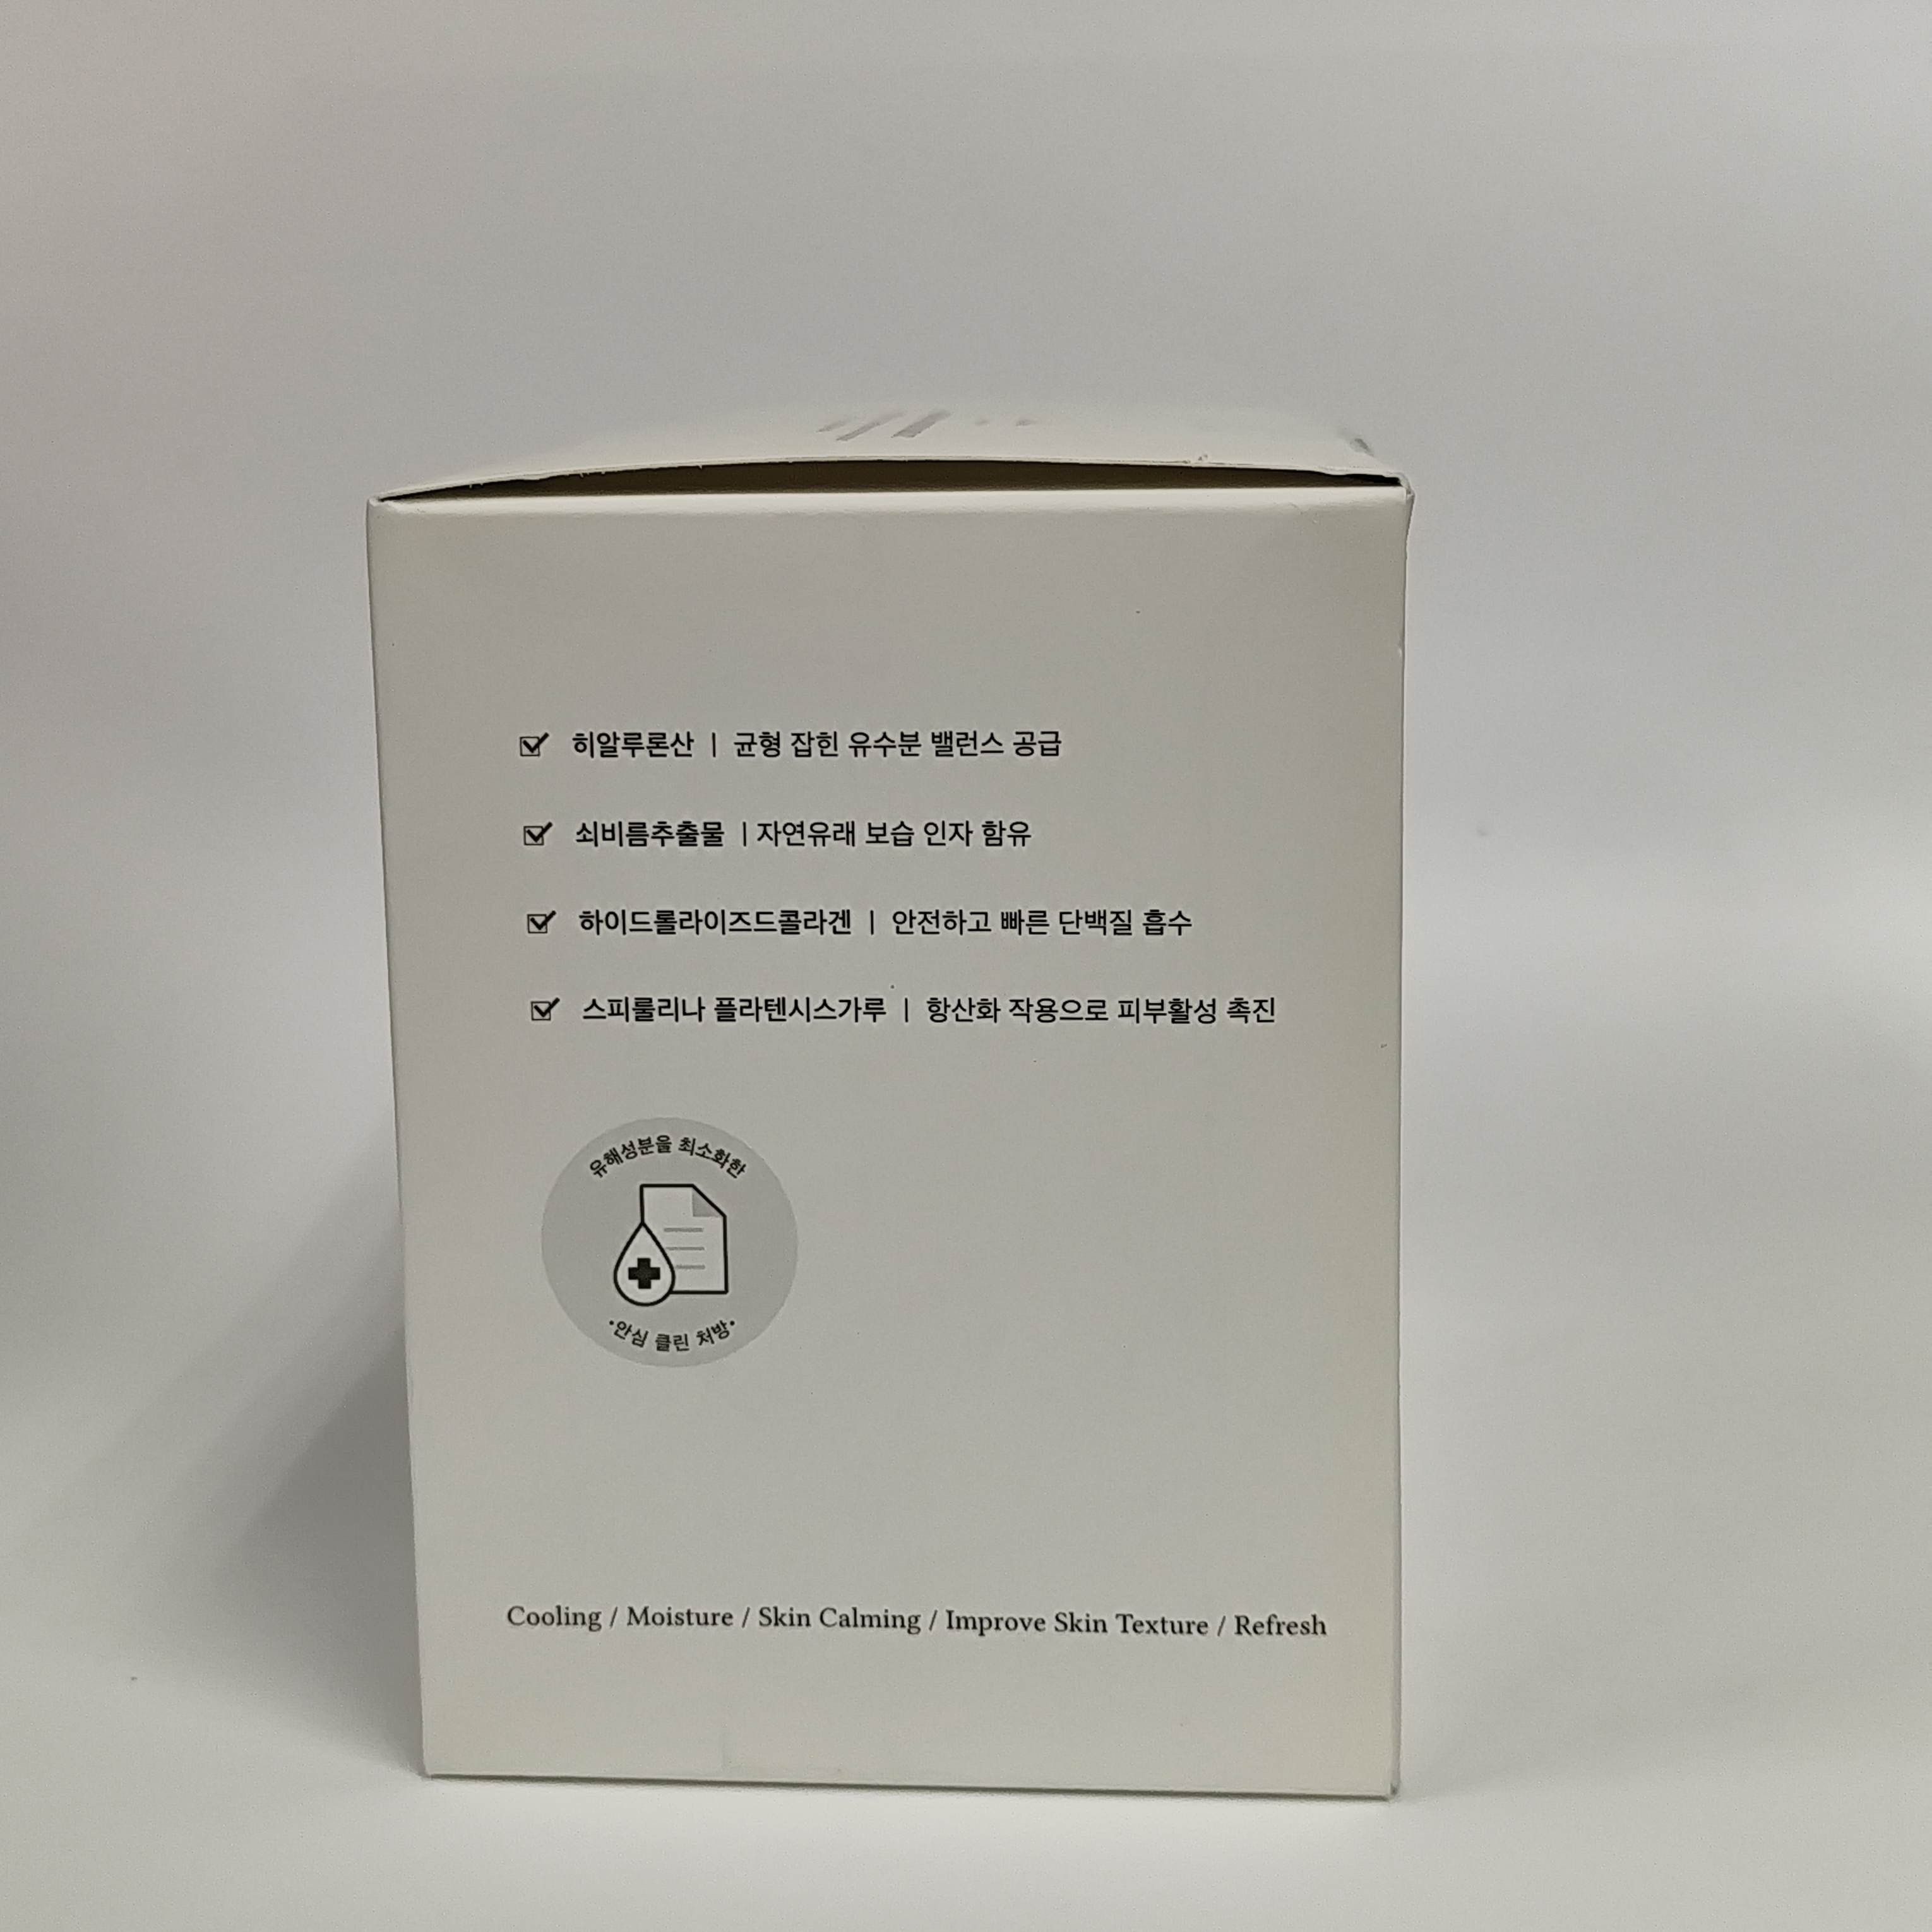 히알루론산 | 균형 잡힌 유수분 밸런스 공급
쇠비름추출물 | 자연유래 보습 인자 함유
하이드롤라이즈드콜라겐 | 안전하고 빠른 단백질 흡수
스피룰리나 플라텐시스가루 | 항산화 작용으로 피부활성 촉진
유해성분을 최소화한
·안심 클린 처방·
Cooling / Moisture / Skin Calming / Improve Skin Texture / Refresh